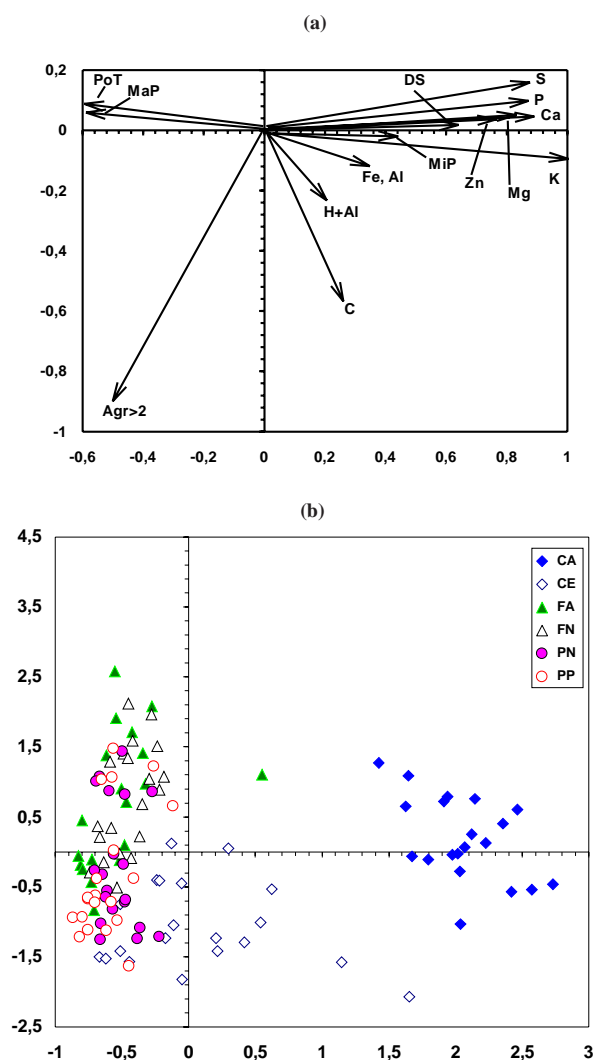 (a)
0,2
0
-0,2
-0,4
-0,6
-0,8
-1
PoT
MaP
DS
S
P
Ca
Fe, Al
MiP
Zn
Mg
K
H+Al
C
Agr>2
-0,6 -0,4 -0,2 0 0,2 0,4 0,6 0,8 1
(b)
4,5
3,5
2,5
1,5
0,5
-0,5
-1,5
-2,5
CA
CE
FA
FN
PN
PP
-1 -0,5 0 0,5 1 1,5 2 2,5 3